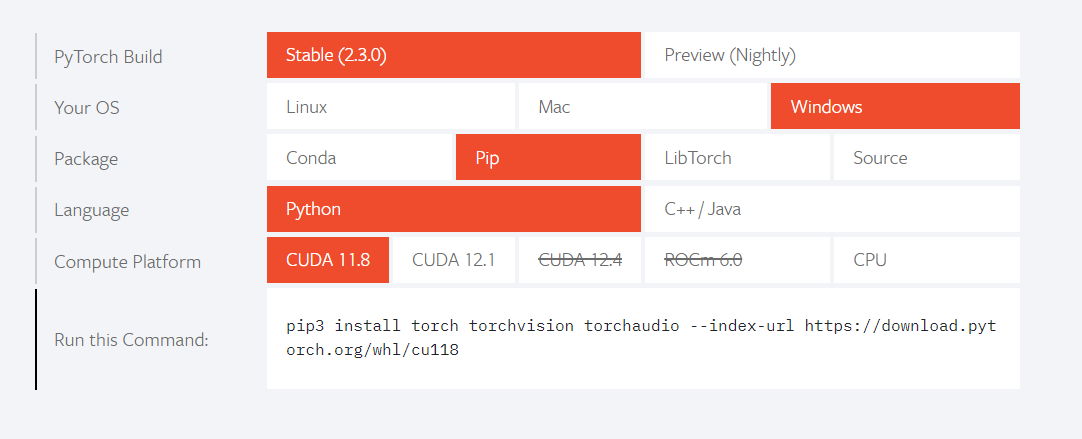 PyTorch Build Stable (2.3.0) Preview (Nightly)
Your OS Linux Mac Windows
Package Conda Pip LibTorch Source
Language Python C++ / Java
Compute Platform CUDA 11.8 CUDA 12.1 CUDA 12.4 ROCm 6.0 CPU
Run this Command: pip3 install torch torchvision torchaudio --index-url https://download.pyt
orch.org/whl/cu118